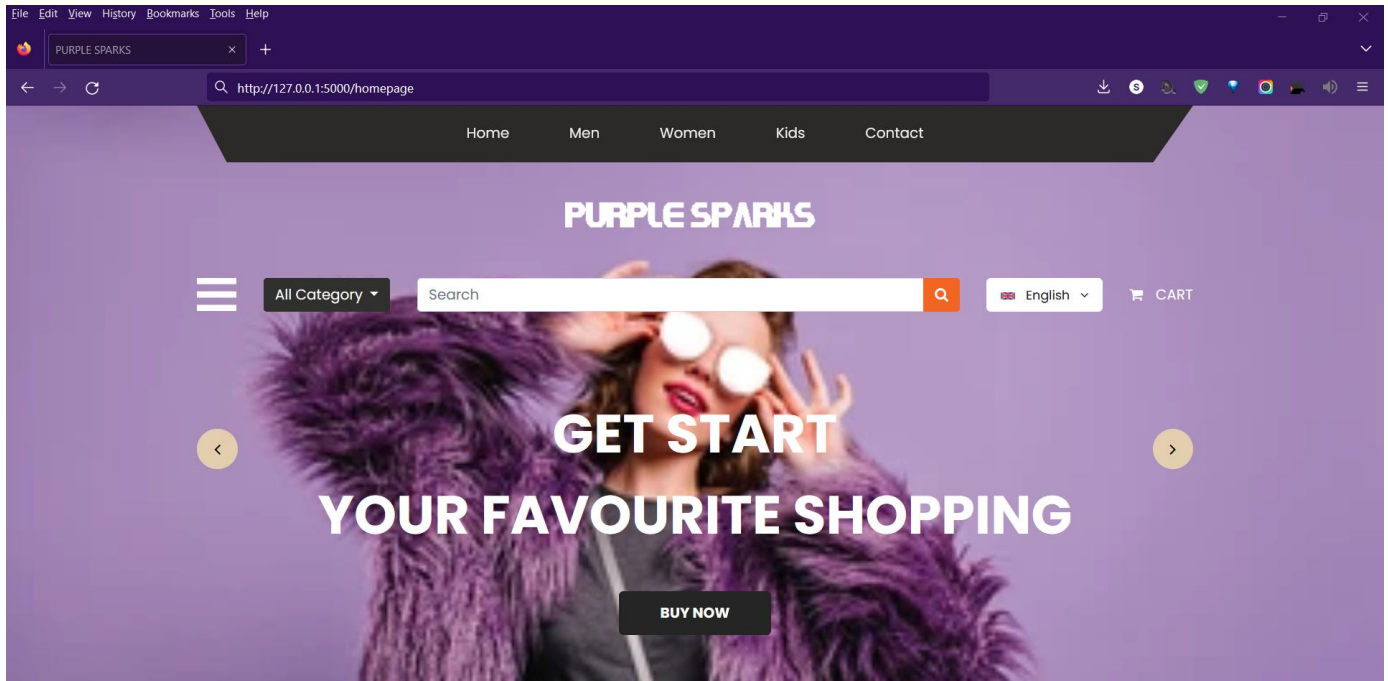 File Edit View History Bookmarks Tools Help
PURPLE SPARKS
http://127.0.0.1:5000/homepage
S
Home Men Women Kids Contact
PURPLE SPARKS
All Category Search English CART
GET START
YOUR FAVOURITE SHOPPING
BUY NOW